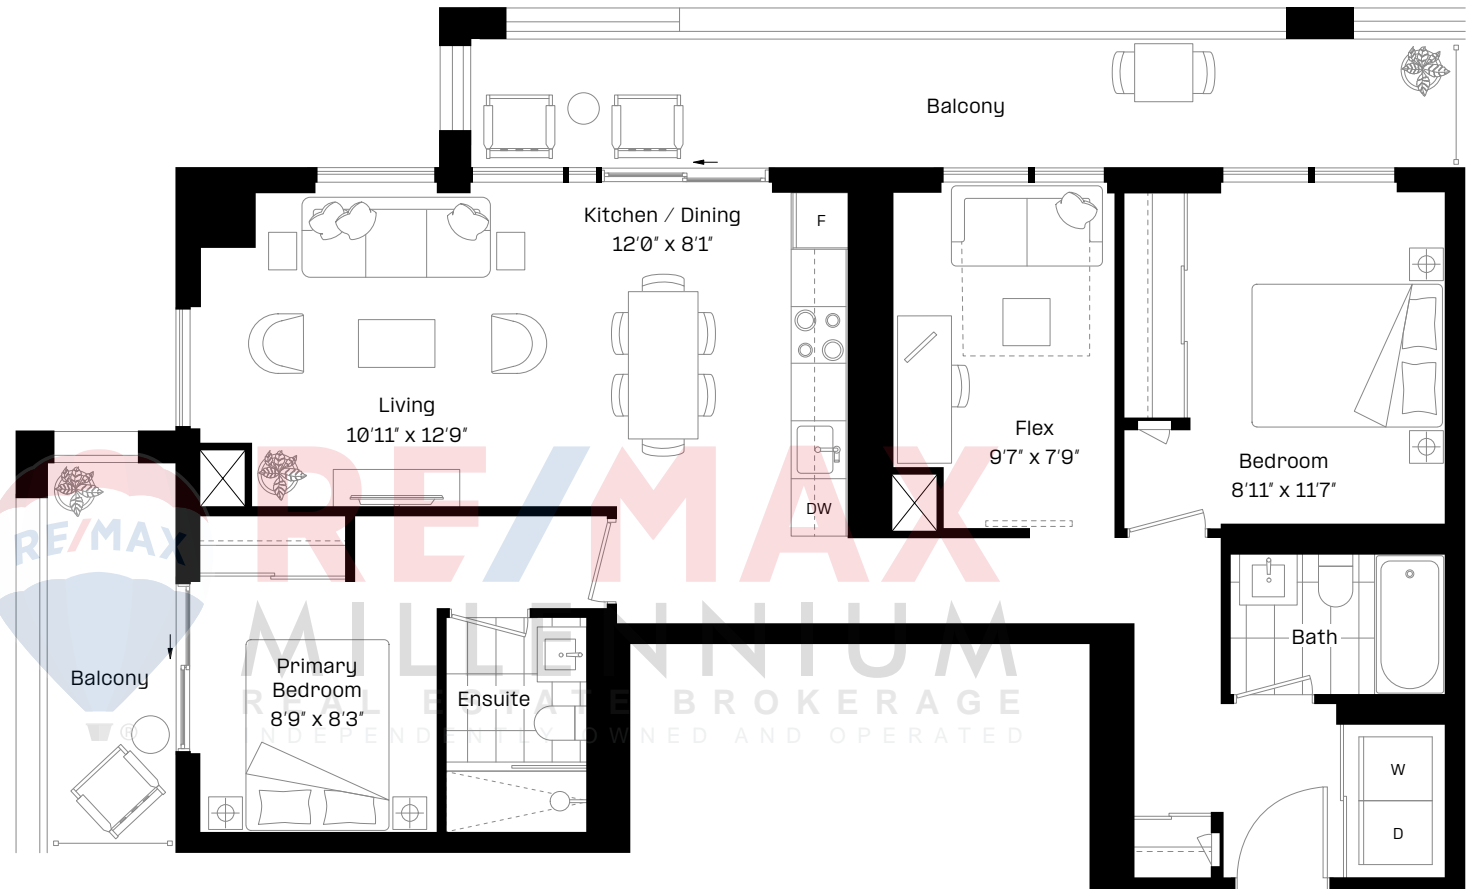 Balcony
Kitchen / Dining
12'0" x 8'1"
F
Living
10'11" x 12'9"
Flex
9'7" x 7'9"
Bedroom
8'11" x 11'7"
DW
RE/MAX
MILLENNIUM
REAL ESTATE BROKERAGE
INDEPENDENTLY OWNED AND OPERATED
RE/MAX
®
Balcony
Primary
Bedroom
8'9" x 8'3"
Ensuite
Bath
W
D